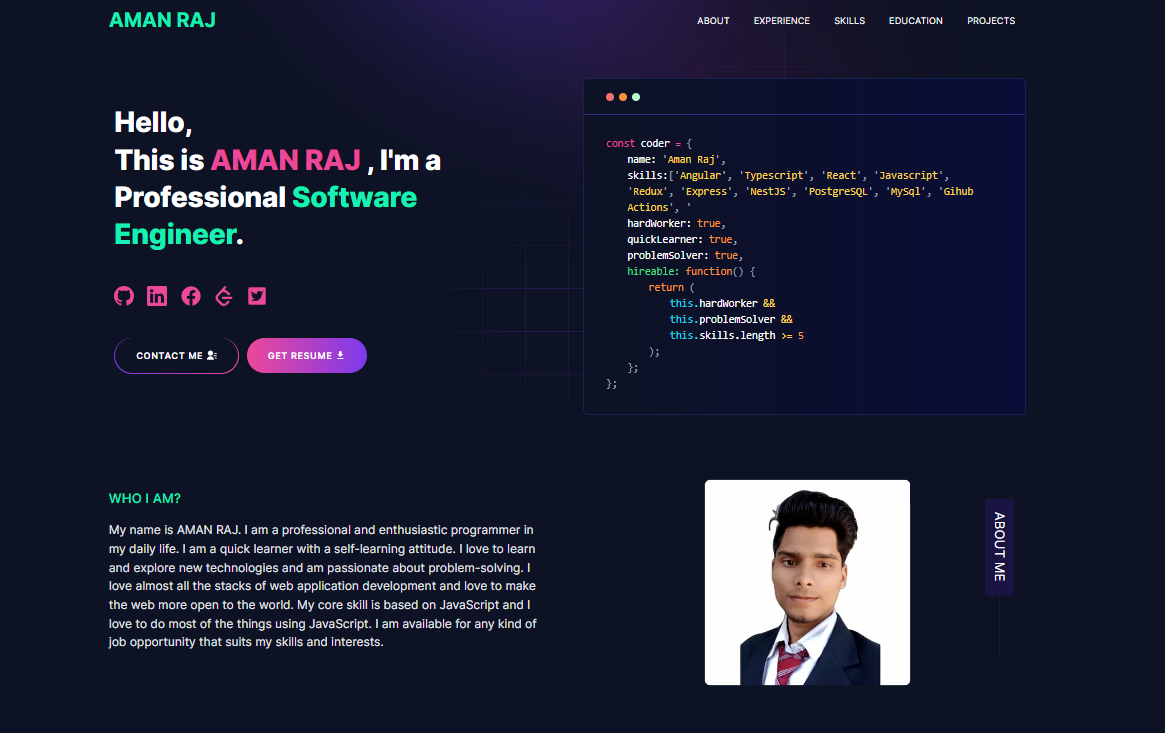 AMAN RAJ
ABOUT
EXPERIENCE
SKILLS
EDUCATION
PROJECTS
Hello,
This is AMAN RAJ , I'm a
Professional Software
Engineer.
CONTACT ME
GET RESUME
const coder = {
name: 'Aman Raj',
skills:['Angular', 'Typescript', 'React', 'Javascript',
'Redux', 'Express', 'NestJS', 'PostgreSQL', 'MySql', 'Gihub
Actions', '
hardWorker: true,
quickLearner: true,
problemSolver: true,
hireable: function() {
return (
this.hardWorker &&
this.problemSolver &&
this.skills.length >= 5
);
};
};
WHO I AM?
My name is AMAN RAJ. I am a professional and enthusiastic programmer in
my daily life. I am a quick learner with a self-learning attitude. I love to learn
and explore new technologies and am passionate about problem-solving. I
love almost all the stacks of web application development and love to make
the web more open to the world. My core skill is based on JavaScript and I
love to do most of the things using JavaScript. I am available for any kind of
job opportunity that suits my skills and interests.
ABOUT ME